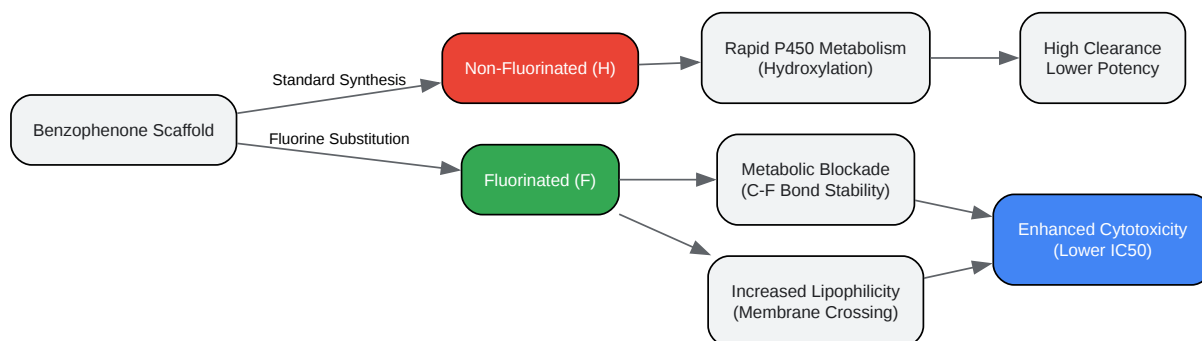 Benzophenone Scaffold
Standard Synthesis
Fluorine Substitution
Non-Fluorinated (H)
Rapid P450 Metabolism
(Hydroxylation)
High Clearance
Lower Potency
Fluorinated (F)
Metabolic Blockade
(C-F Bond Stability)
Increased Lipophilicity
(Membrane Crossing)
Enhanced Cytotoxicity
(Lower IC50)